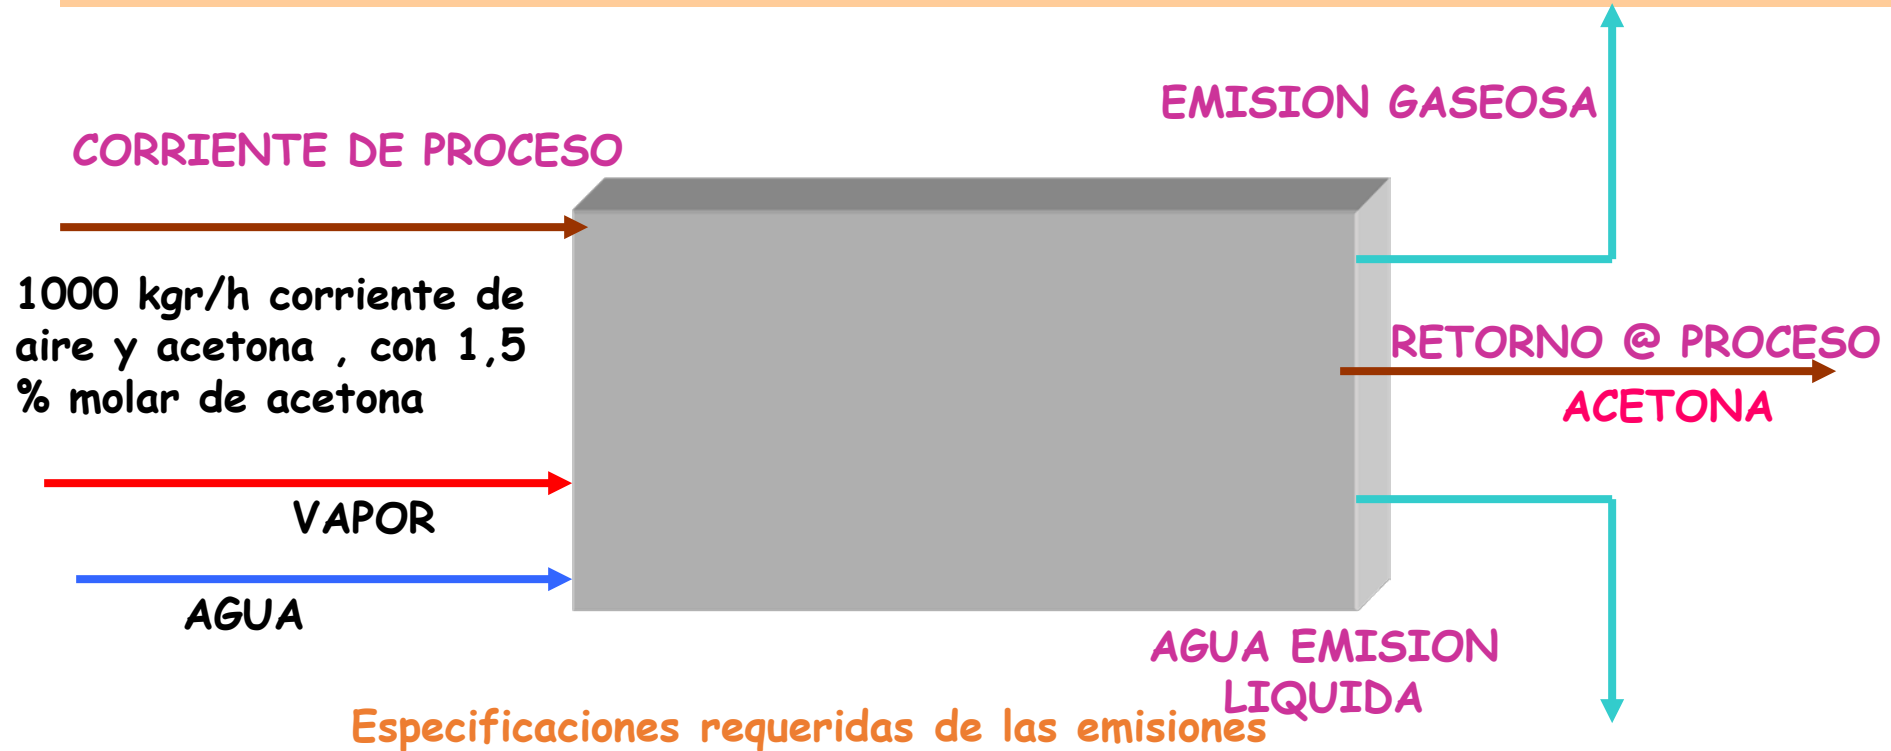 EMISION GASEOSA
CORRIENTE DE PROCESO
1000 kgr/h corriente de
aire y acetona , con 1,5
% molar de acetona
RETORNO @ PROCESO
ACETONA
VAPOR
AGUA
AGUA EMISION
LIQUIDA
Especificaciones requeridas de las emisiones